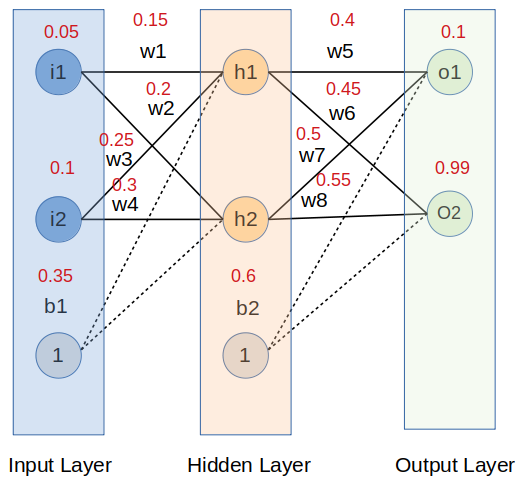 0.15
0.4
0.05
0.1
w1
w5
i1
h1
o1
0.2
0.45
w2
w6
0.25
0.5
w3
w7
0.1
0.99
0.3
0.55
w4
w8
i2
h2
O2
0.35
0.6
b1
b2
1
1
Input Layer
Hidden Layer
Output Layer